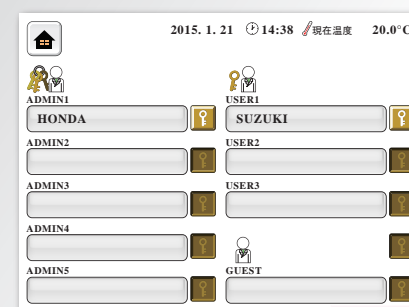 2015. 1. 21 14:38 現在温度 20.0°C
ADMIN1 USER1
HONDA SUZUKI
ADMIN2 USER2
ADMIN3 USER3
ADMIN4
ADMIN5 GUEST